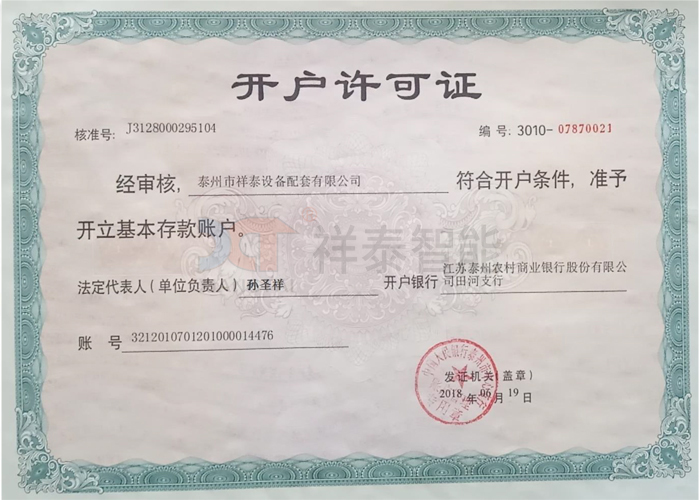 开户许可证
核准号: J3128000295104 编号: 3010-07870021
经审核, 泰州市祥泰设备配套有限公司 符合开户条件, 准予
开立基本存款账户。
祥泰智能
法定代表人(单位负责人) 孙圣祥 开户银行 江苏泰州农村商业银行股份有限公
司田河支行
账 号 3212010701201000014476
发证机关(盖章)
2018 年 06 月 19 日